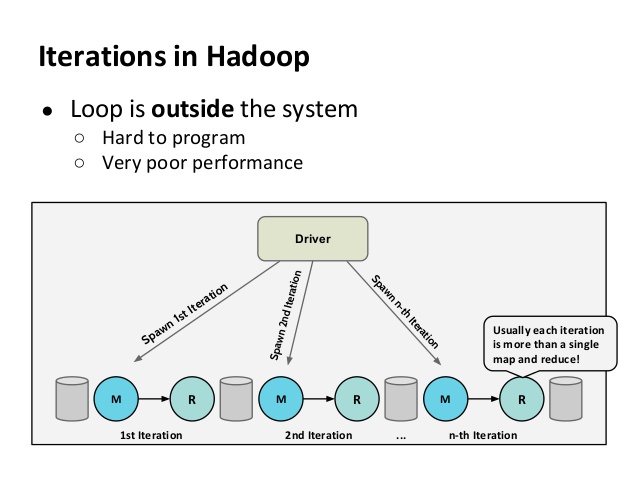 Iterations in Hadoop
● Loop is outside the system
○ Hard to program
○ Very poor performance
Driver
Spawn 1st Iteration
Spawn 2nd Iteration
Spawn n-th Iteration
Usually each iteration
is more than a single
map and reduce!
M
R
M
R
M
R
1st Iteration
2nd Iteration
...
n-th Iteration